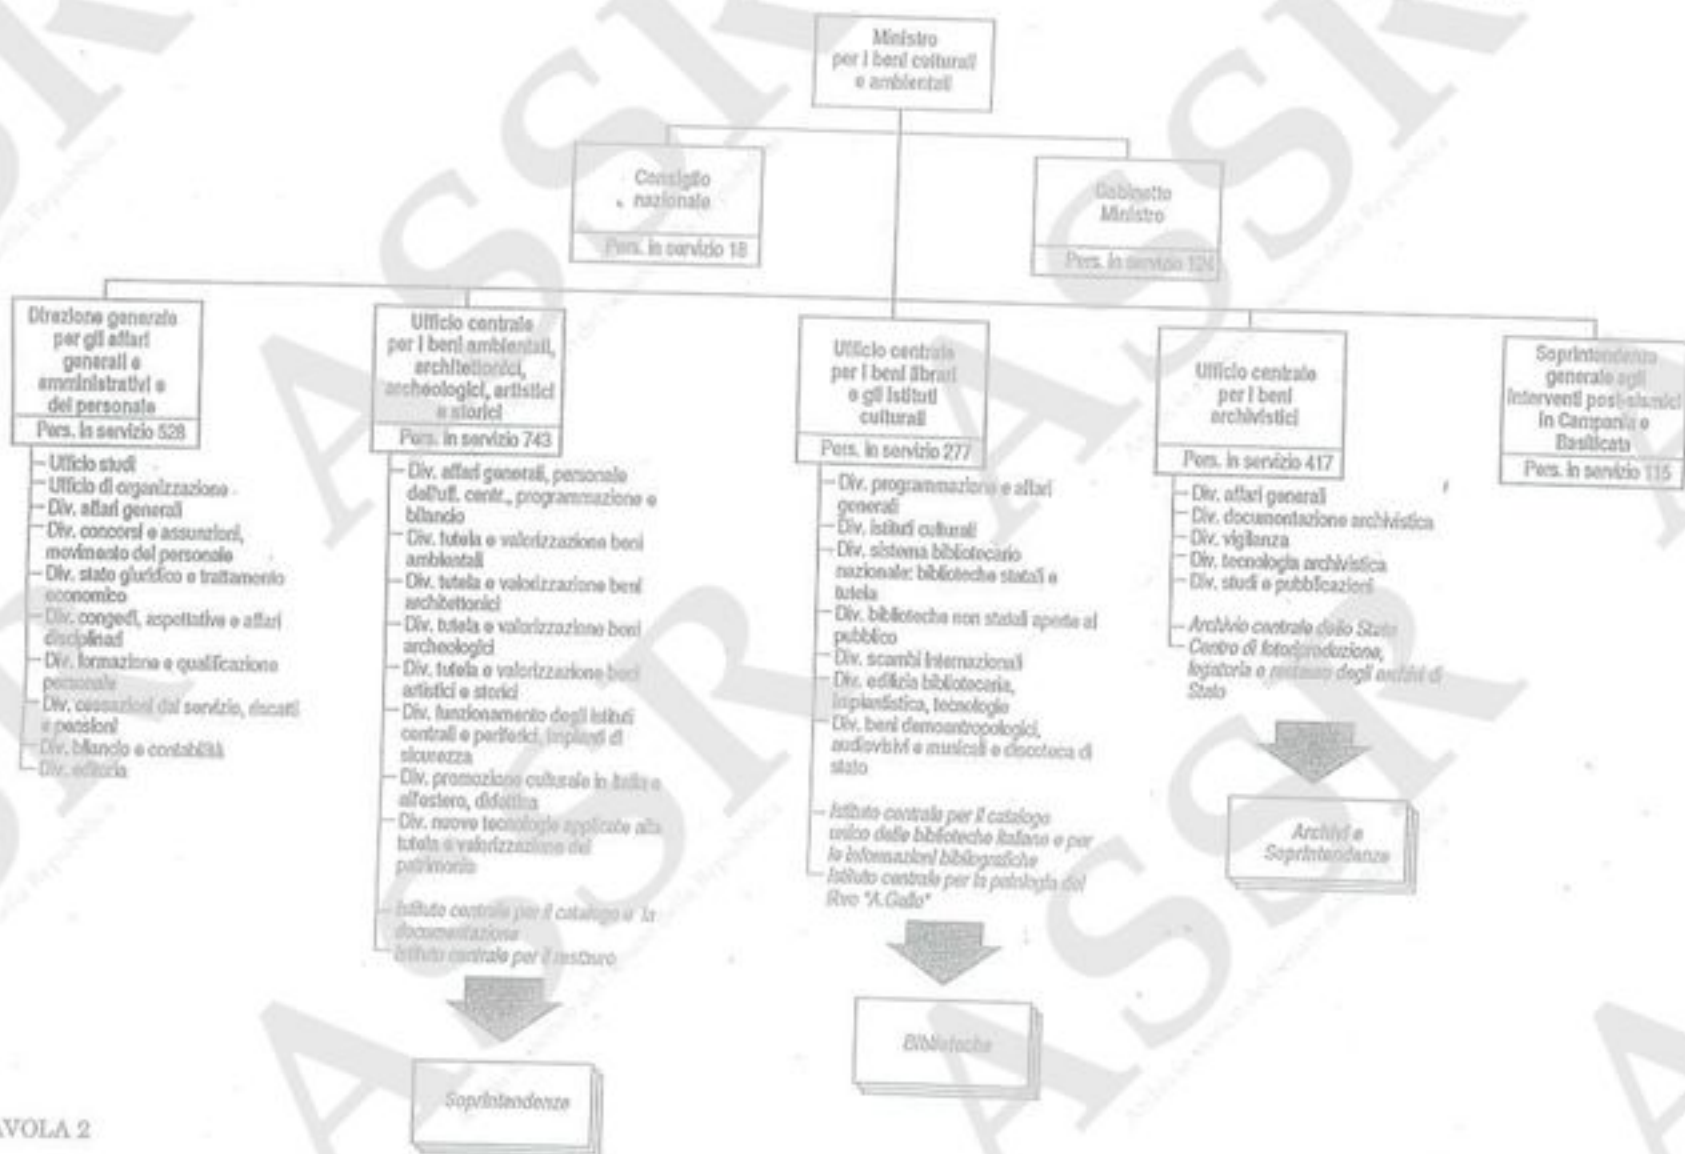 Ministro
per i beni culturali
e ambientali
Consiglio
nazionale
Pers. in servizio 18
Gabinetto
Ministro
Pers. in servizio 124
Direzione generale
per gli affari
generali e
amministrativi e
del personale
Pers. in servizio 528
– Ufficio studi
– Ufficio di organizzazione
– Div. affari generali
– Div. concorsi e assunzioni,
movimento del personale
– Div. stato giuridico e trattamento
economico
– Div. congedi, aspettative e affari
disciplinari
– Div. formazione e qualificazione
personale
– Div. cessazioni dal servizio, riscatti
e pensioni
– Div. bilancio e contabilità
– Div. editoria
Ufficio centrale
per i beni ambientali,
architettonici,
archeologici, artistici
e storici
Pers. in servizio 743
– Div. affari generali, personale
dell'uff. centr., programmazione e
bilancio
– Div. tutela e valorizzazione beni
ambientali
– Div. tutela e valorizzazione beni
architettonici
– Div. tutela e valorizzazione beni
archeologici
– Div. tutela e valorizzazione beni
artistici e storici
– Div. funzionamento degli istituti
centrali e periferici, impianti di
sicurezza
– Div. promozione culturale in Italia e
all'estero, didattica
– Div. nuove tecnologie applicate alla
tutela e valorizzazione del
patrimonio
– Istituto centrale per il catalogo e la
documentazione
– Istituto centrale per il restauro
Soprintendenze
Ufficio centrale
per i beni librari
e gli istituti
culturali
Pers. in servizio 277
– Div. programmazione e affari
generali
– Div. istituti culturali
– Div. sistema bibliotecario
nazionale: biblioteche statali e
tutela
– Div. biblioteche non statali aperte al
pubblico
– Div. scambi internazionali
– Div. edilizia bibliotecaria,
impiantistica, tecnologie
– Div. beni demoantropologici,
audiovisivi e musicali e discoteca di
stato
– Istituto centrale per il catalogo
unico delle biblioteche italiane e per
le informazioni bibliografiche
– Istituto centrale per la patologia del
libro "A.Gallo"
Biblioteche
Ufficio centrale
per i beni
archivistici
Pers. in servizio 417
– Div. affari generali
– Div. documentazione archivistica
– Div. vigilanza
– Div. tecnologia archivistica
– Div. studi e pubblicazioni
– Archivio centrale dello Stato
– Centro di fotoriproduzione,
legatoria e restauro degli archivi di
Stato
Archivi e
Soprintendenze
Soprintendenza
generale agli
interventi post-sismici
in Campania e
Basilicata
Pers. in servizio 115
AVOLA 2
ASSR